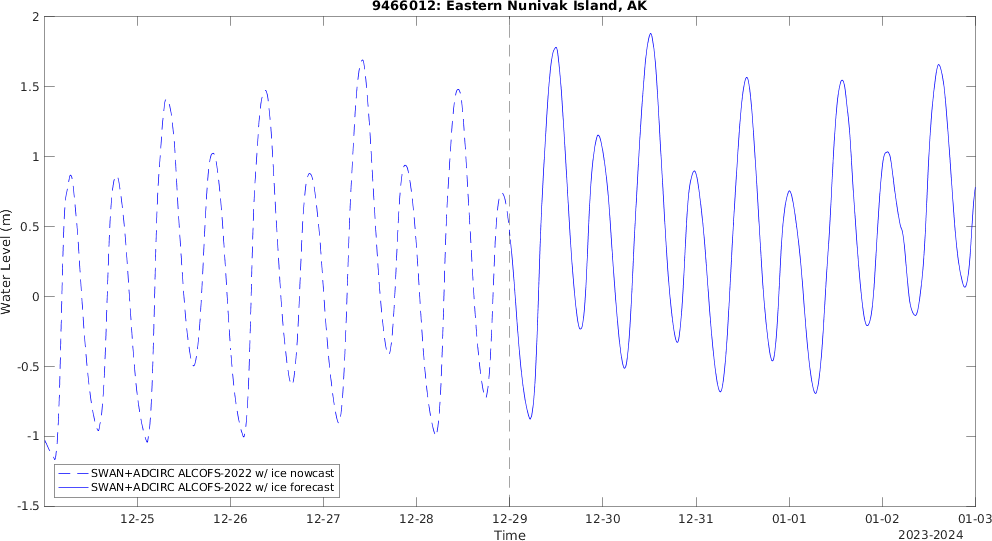 9466012: Eastern Nunivak Island, AK
Water Level (m)
2
1.5
1
0.5
0
-0.5
-1
-1.5
SWAN+ADCIRC ALCOFS-2022 w/ ice nowcast
SWAN+ADCIRC ALCOFS-2022 w/ ice forecast
12-25 12-26 12-27 12-28 12-29 12-30 12-31 01-01 01-02 01-03
Time
2023-2024